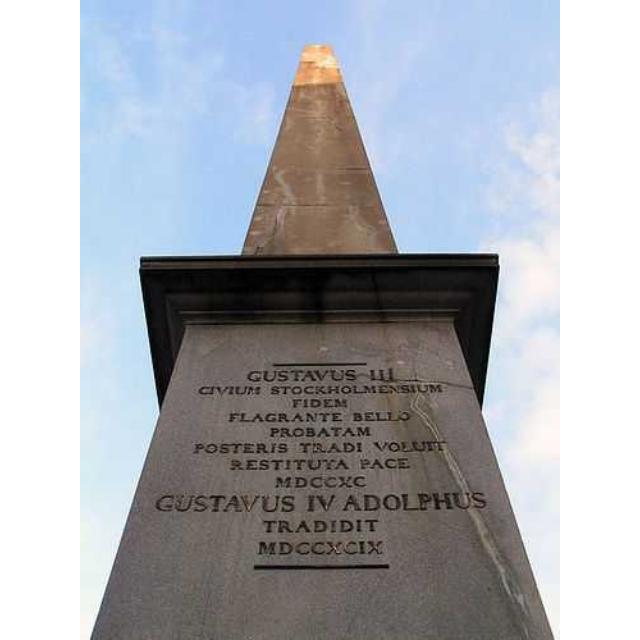 GUSTAVUS III
CIVIUM STOCKHOLMENSIUM
FIDEM
FLAGRANTE BELLO
PROBATAM
POSTERIS TRADI VOLUIT
RESTITUTA PACE
MDCCXC
GUSTAVUS IV ADOLPHUS
TRADIDIT
MDCCXCIX